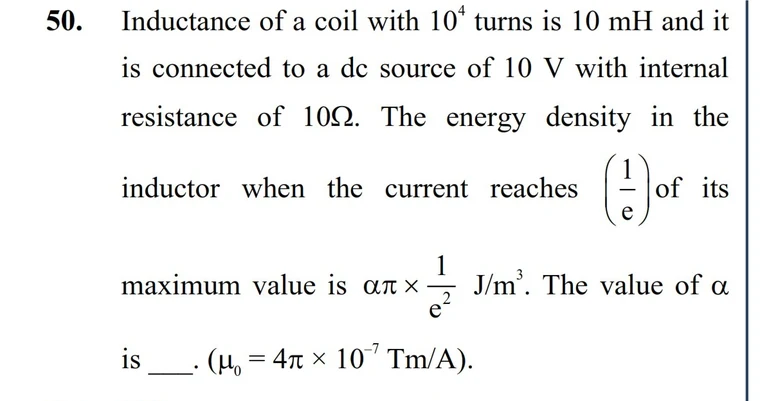 50. Inductance of a coil with 10⁴ turns is 10 mH and it
is connected to a dc source of 10 V with internal
resistance of 10Ω. The energy density in the
inductor when the current reaches (1/e) of its
maximum value is απ × 1/e² J/m³. The value of α
is ___. (μ₀ = 4π × 10⁻⁷ Tm/A).